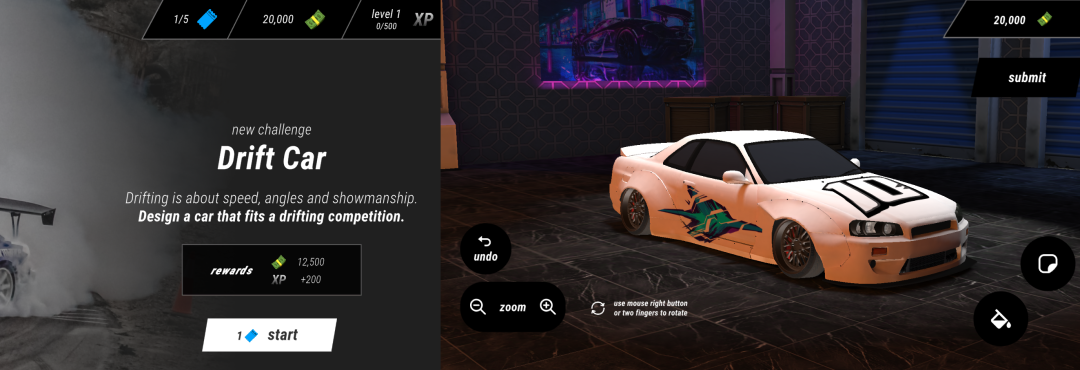 1/5
20,000
level 1
0/500
XP
new challenge
Drift Car
Drifting is about speed, angles and showmanship.
Design a car that fits a drifting competition.
rewards
12,500
XP
+200
1
start
20,000
submit
10
undo
zoom
use mouse right button
or two fingers to rotate